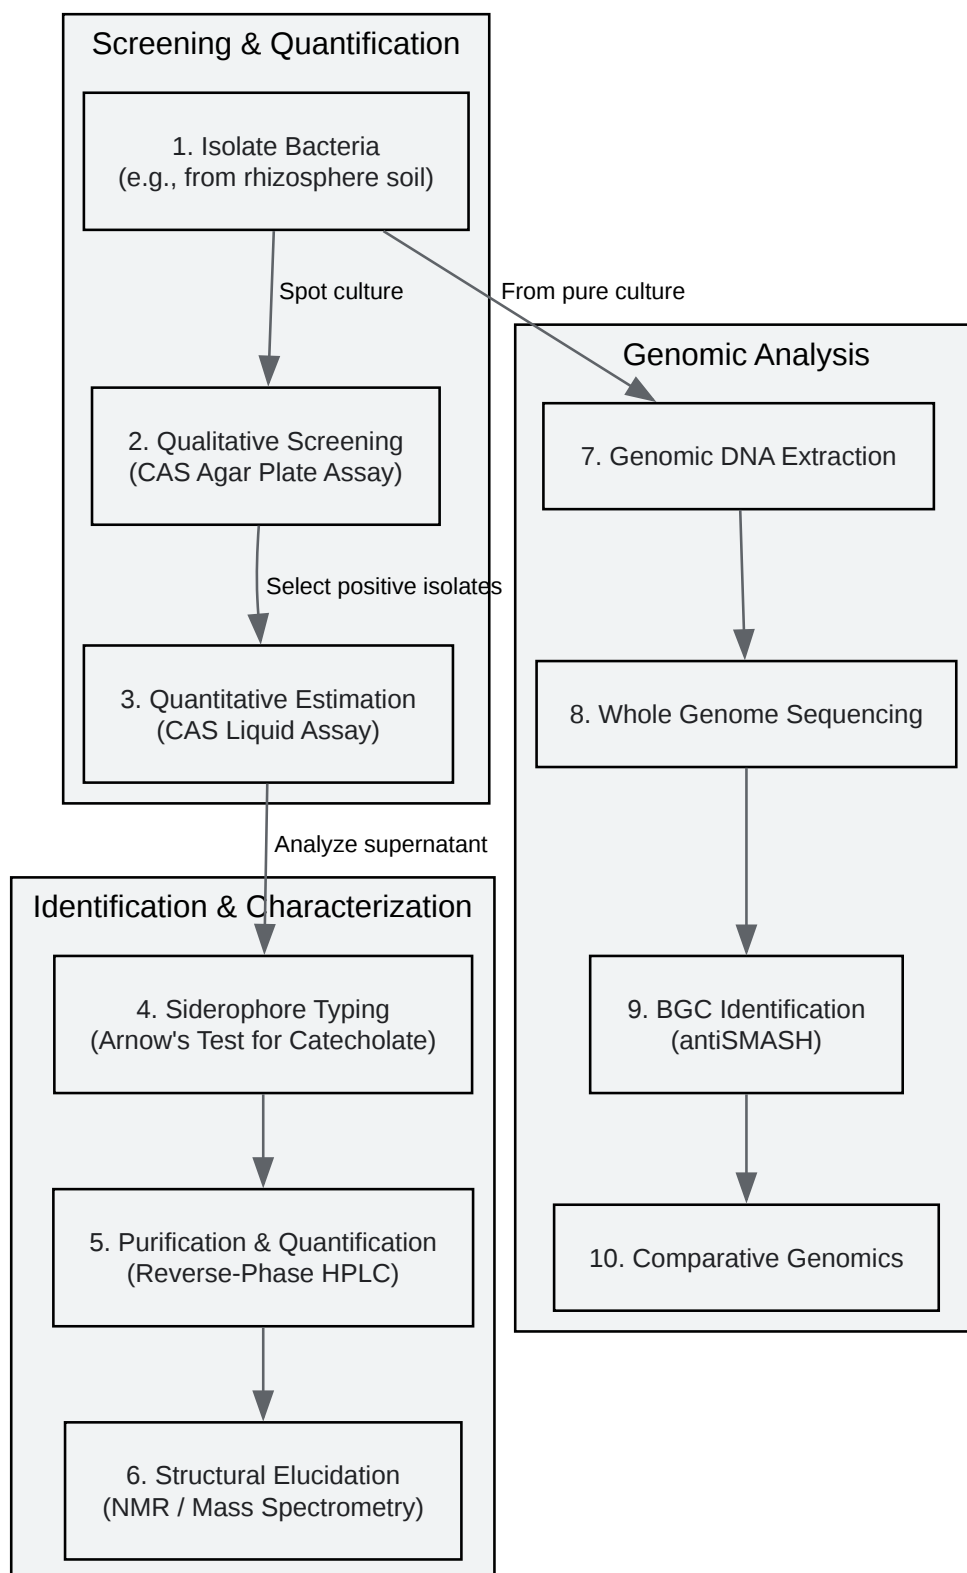 Screening & Quantification
1. Isolate Bacteria
(e.g., from rhizosphere soil)
Spot culture
From pure culture
2. Qualitative Screening
(CAS Agar Plate Assay)
Select positive isolates
3. Quantitative Estimation
(CAS Liquid Assay)
Analyze supernatant
Identification & Characterization
4. Siderophore Typing
(Arnow's Test for Catecholate)
5. Purification & Quantification
(Reverse-Phase HPLC)
6. Structural Elucidation
(NMR / Mass Spectrometry)
Genomic Analysis
7. Genomic DNA Extraction
8. Whole Genome Sequencing
9. BGC Identification
(antiSMASH)
10. Comparative Genomics